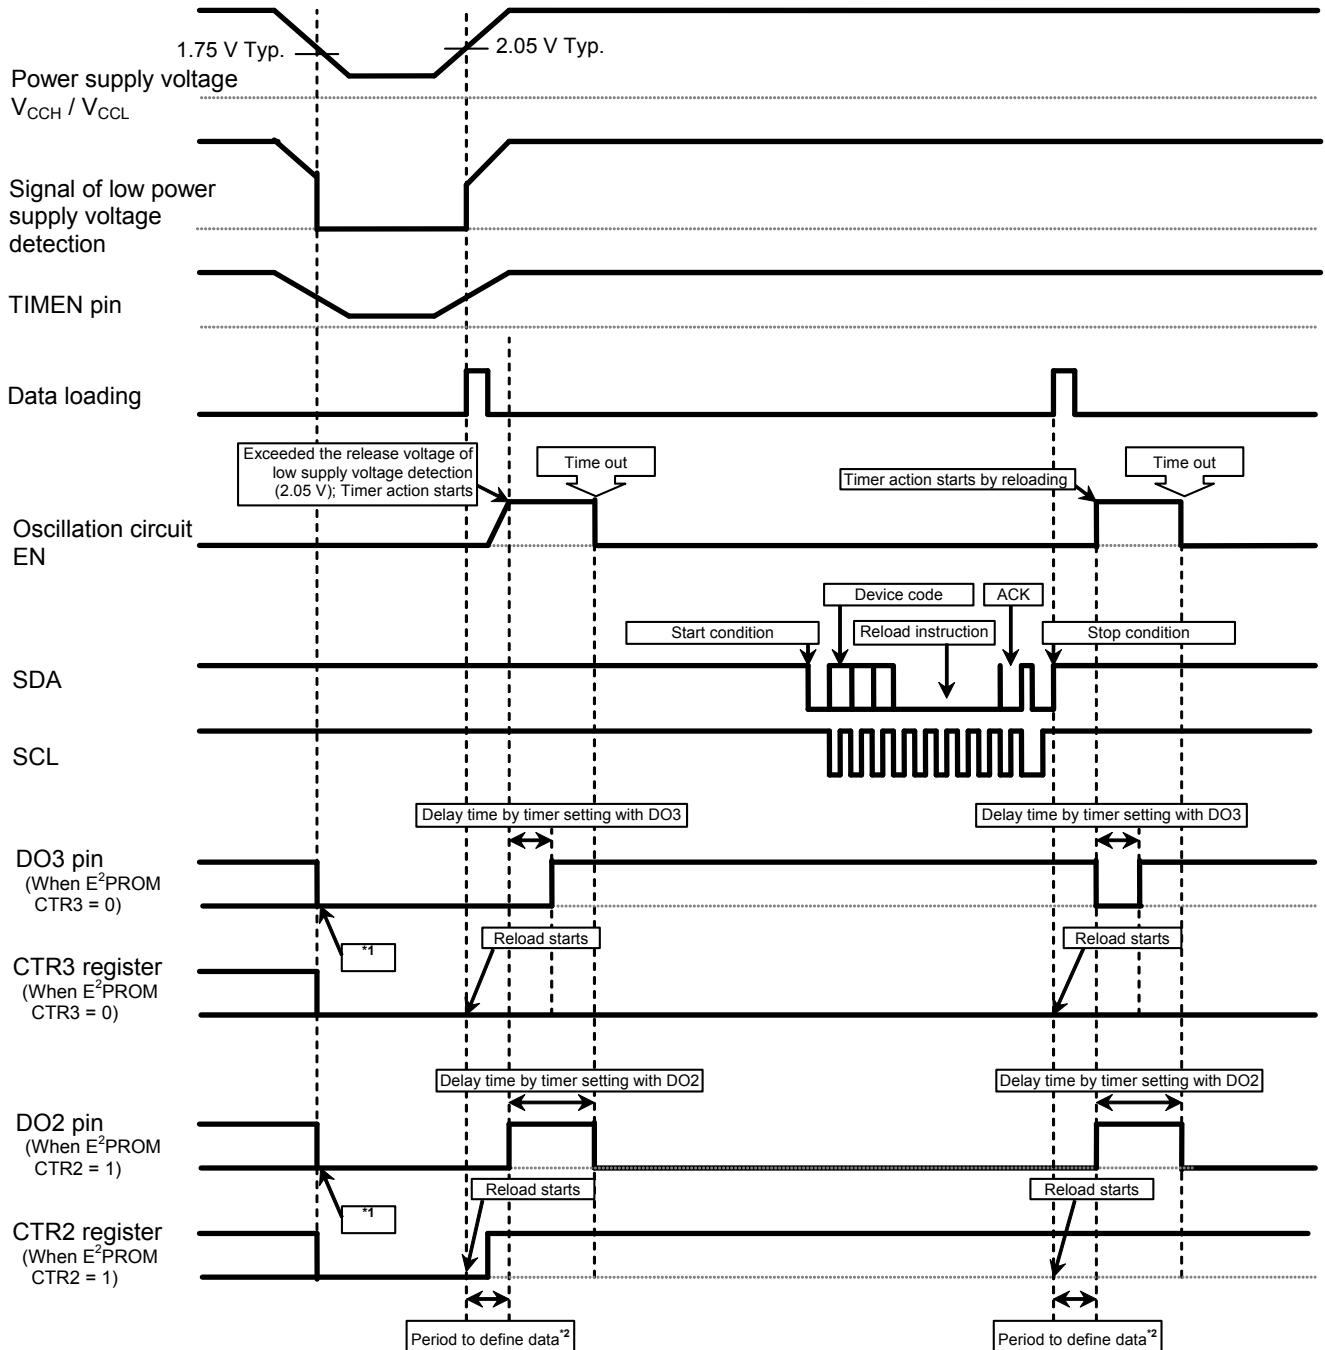 1.75 V Typ.
2.05 V Typ.
Power supply voltage
VCCH / VCCL
Signal of low power
supply voltage
detection
TIMEN pin
Data loading
Exceeded the release voltage of
low supply voltage detection
(2.05 V); Timer action starts
Time out
Timer action starts by reloading
Time out
Oscillation circuit
EN
Device code
ACK
Start condition
Reload instruction
Stop condition
SDA
SCL
Delay time by timer setting with DO3
Delay time by timer setting with DO3
DO3 pin
(When E²PROM
CTR3 = 0)
*1
Reload starts
Reload starts
CTR3 register
(When E²PROM
CTR3 = 0)
Delay time by timer setting with DO2
Delay time by timer setting with DO2
DO2 pin
(When E²PROM
CTR2 = 1)
*1
Reload starts
Reload starts
CTR2 register
(When E²PROM
CTR2 = 1)
Period to define data*2
Period to define data*2